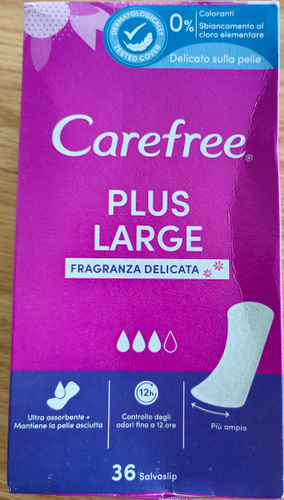 DERMATOLOGICALLY
TESTED COVER
0%
Coloranti
Sbiancamento al
cloro elementare
Delicato sulla pelle
Carefree®
PLUS
LARGE
FRAGRANZA DELICATA
Ultra assorbente +
Mantiene la pelle asciutta
12h
Controllo degli
odori fino a 12 ore
Più ampio
36 Salvaslip